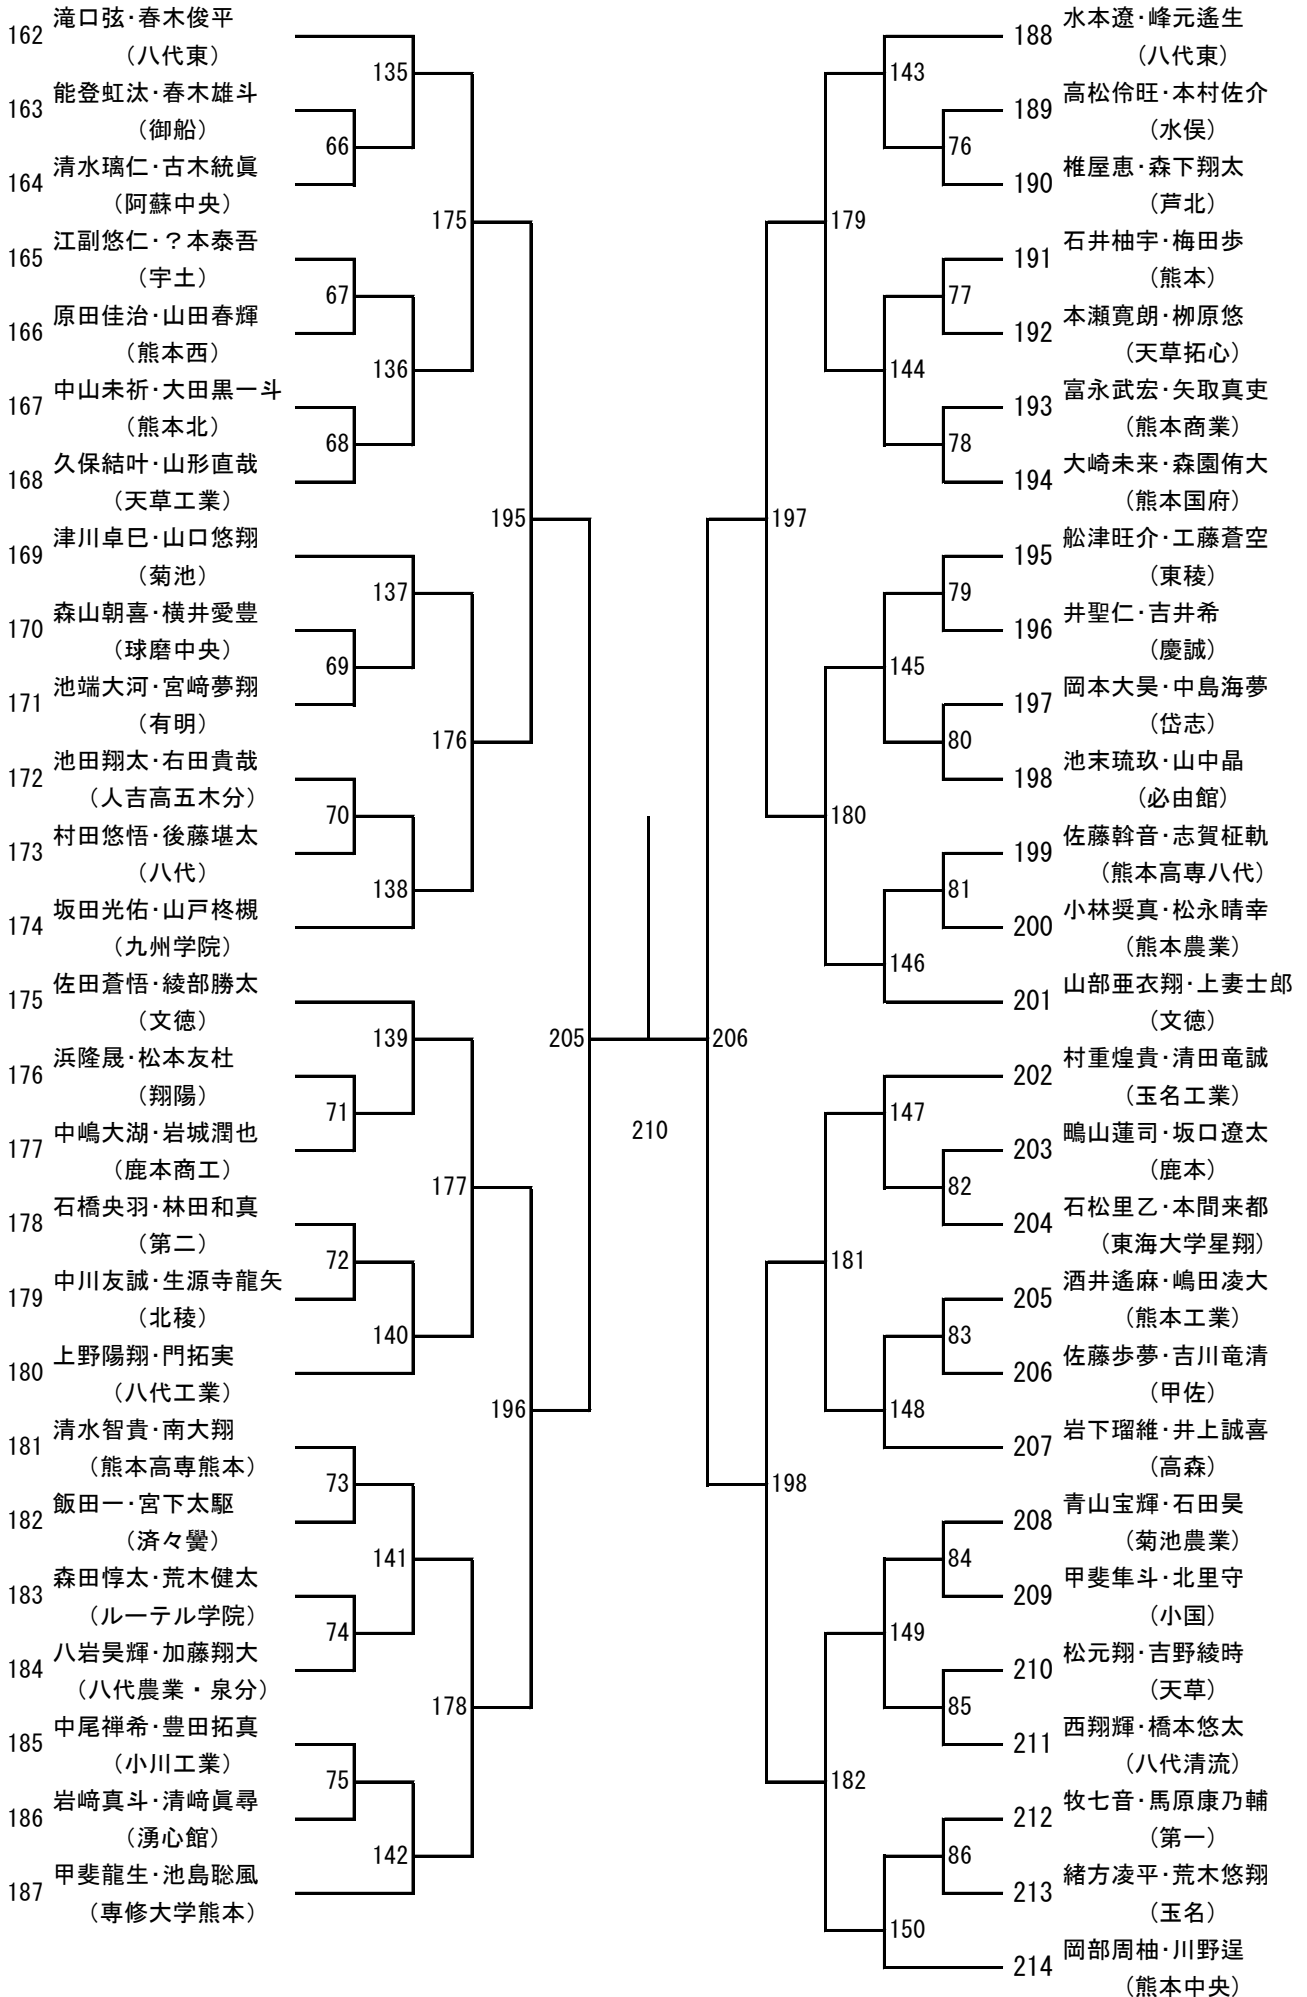 162 滝口弦・春木俊平
(八代東)
135
163 能登虹汰・春木雄斗
(御船)
66
164 清水璃仁・古木統眞
(阿蘇中央)
175
165 江副悠仁・？本泰吾
(宇土)
67
166 原田佳治・山田春輝
(熊本西)
136
167 中山未祈・大田黒一斗
(熊本北)
68
168 久保結叶・山形直哉
(天草工業)
195
169 津川卓巳・山口悠翔
(菊池)
137
170 森山朝喜・横井愛豊
(球磨中央)
69
171 池端大河・宮﨑夢翔
(有明)
176
172 池田翔太・右田貴哉
(人吉高五木分)
70
173 村田悠悟・後藤堪太
(八代)
138
174 坂田光佑・山戸柊槻
(九州学院)
175 佐田蒼悟・綾部勝太
(文徳)
139
205
176 浜隆晟・松本友杜
(翔陽)
71
177 中嶋大湖・岩城潤也
(鹿本商工)
177
178 石橋央羽・林田和真
(第二)
72
179 中川友誠・生源寺龍矢
(北稜)
140
180 上野陽翔・門拓実
(八代工業)
196
181 清水智貴・南大翔
(熊本高専熊本)
73
182 飯田一・宮下太駆
(済々黌)
141
183 森田惇太・荒木健太
(ルーテル学院)
74
184 八岩昊輝・加藤翔大
(八代農業・泉分)
178
185 中尾禅希・豊田拓真
(小川工業)
75
186 岩﨑真斗・清﨑眞尋
(湧心館)
142
187 甲斐龍生・池島聡風
(専修大学熊本)
210
188 水本遼・峰元遙生
(八代東)
143
189 高松伶旺・本村佐介
(水俣)
76
190 椎屋恵・森下翔太
(芦北)
179
191 石井柚宇・梅田歩
(熊本)
77
192 本瀬寛朗・栁原悠
(天草拓心)
144
193 富永武宏・矢取真吏
(熊本商業)
78
194 大崎未来・森園侑大
(熊本国府)
197
195 舩津旺介・工藤蒼空
(東稜)
79
196 井聖仁・吉井希
(慶誠)
145
197 岡本大昊・中島海夢
(岱志)
80
198 池末琉玖・山中晶
(必由館)
180
199 佐藤斡音・志賀柾軌
(熊本高専八代)
81
200 小林奨真・松永晴幸
(熊本農業)
146
201 山部亜衣翔・上妻士郎
(文徳)
206
202 村重煌貴・清田竜誠
(玉名工業)
147
203 鴫山蓮司・坂口遼太
(鹿本)
82
204 石松里乙・本間来都
(東海大学星翔)
181
205 酒井遙麻・嶋田凌大
(熊本工業)
83
206 佐藤歩夢・吉川竜清
(甲佐)
148
207 岩下瑠維・井上誠喜
(高森)
198
208 青山宝輝・石田昊
(菊池農業)
84
209 甲斐隼斗・北里守
(小国)
149
210 松元翔・吉野綾時
(天草)
85
211 西翔輝・橋本悠太
(八代清流)
182
212 牧七音・馬原康乃輔
(第一)
86
213 緒方凌平・荒木悠翔
(玉名)
150
214 岡部周柚・川野逞
(熊本中央)